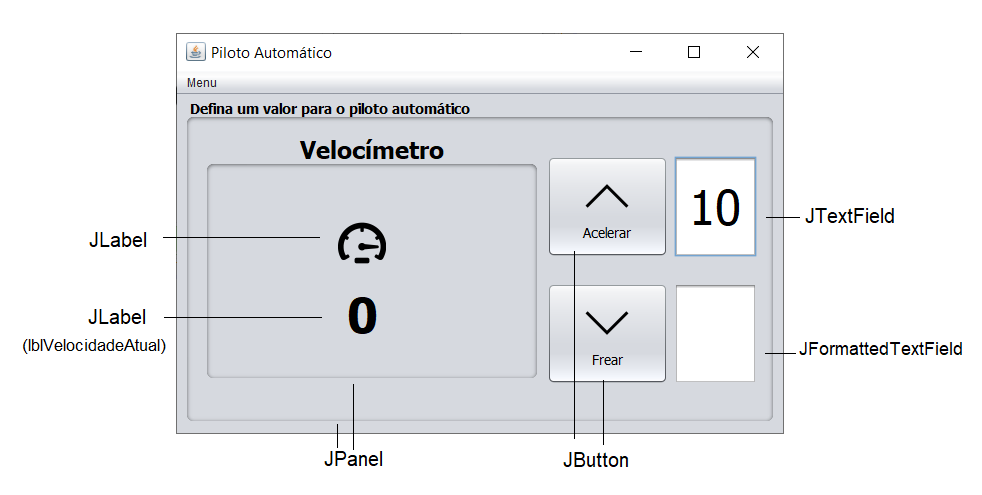 Piloto Automático
Menu
Defina um valor para o piloto automático
Velocímetro
Acelerar
10
JTextField
JLabel
JLabel
(lblVelocidadeAtual)
0
Frear
JFormattedTextField
JPanel
JButton